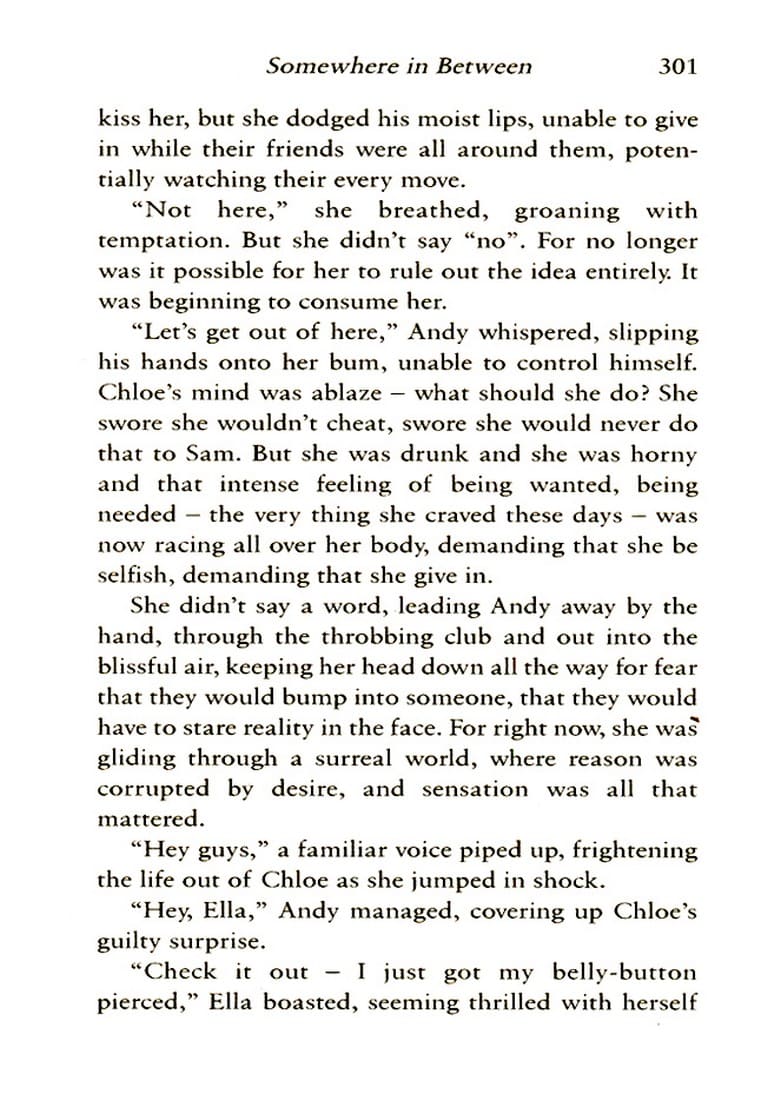 Somewhere in Between 301
kiss her, but she dodged his moist lips, unable to give
in while their friends were all around them, poten-
tially watching their every move.
“Not here,” she breathed, groaning with
temptation. But she didn’t say “no”. For no longer
was it possible for her to rule out the idea entirely. It
was beginning to consume her.
“Let’s get out of here,” Andy whispered, slipping
his hands onto her bum, unable to control himself.
Chloe’s mind was ablaze – what should she do? She
swore she wouldn’t cheat, swore she would never do
that to Sam. But she was drunk and she was horny
and that intense feeling of being wanted, being
needed – the very thing she craved these days – was
now racing all over her body, demanding that she be
selfish, demanding that she give in.
She didn’t say a word, leading Andy away by the
hand, through the throbbing club and out into the
blissful air, keeping her head down all the way for fear
that they would bump into someone, that they would
have to stare reality in the face. For right now, she was
gliding through a surreal world, where reason was
corrupted by desire, and sensation was all that
mattered.
“Hey guys,” a familiar voice piped up, frightening
the life out of Chloe as she jumped in shock.
“Hey, Ella,” Andy managed, covering up Chloe’s
guilty surprise.
“Check it out – I just got my belly-button
pierced,” Ella boasted, seeming thrilled with herself